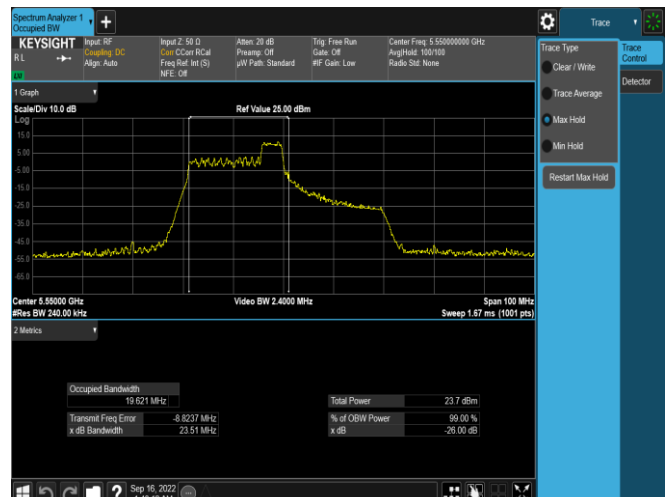 Spectrum Analyzer 1
Occupied BW
KEYSIGHT
RL
Input: RF
Coupling: DC
Align: Auto
Input Z: 50 Ω
Corr CCorr RCal
Freq Ref: Int (S)
NFE: Off
Atten: 20 dB
Preamp: Off
µW Path: Standard
Trig: Free Run
Gate: Off
#IF Gain: Low
Center Freq: 5.550000000 GHz
Avg|Hold: 100/100
Radio Std: None
1 Graph
Scale/Div 10.0 dB
Ref Value 25.00 dBm
Log
15.0
5.00
-5.00
-15.0
-25.0
-35.0
-45.0
-55.0
-65.0
Center 5.55000 GHz
#Res BW 240.00 kHz
Video BW 2.4000 MHz
Span 100 MHz
Sweep 1.67 ms (1001 pts)
2 Metrics
Occupied Bandwidth
19.621 MHz
Transmit Freq Error -8.8237 MHz
x dB Bandwidth 23.51 MHz
Total Power 23.7 dBm
% of OBW Power 99.00 %
x dB -26.00 dB
Sep 16, 2022
Trace
Trace Type
Clear / Write
Trace Average
Max Hold
Min Hold
Restart Max Hold
Trace
Control
Detector